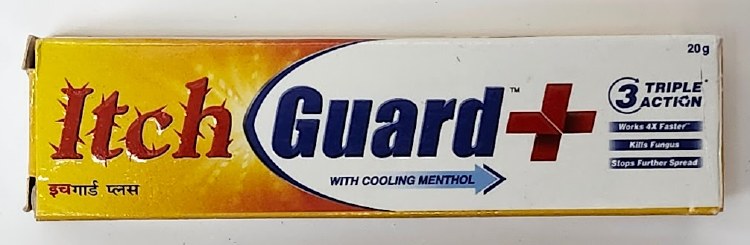 20g
Itch Guard™ +
WITH COOLING MENTHOL
इचगार्ड प्लस
3 TRIPLE*
ACTION
Works 4X Faster*
Kills Fungus
Stops Further Spread